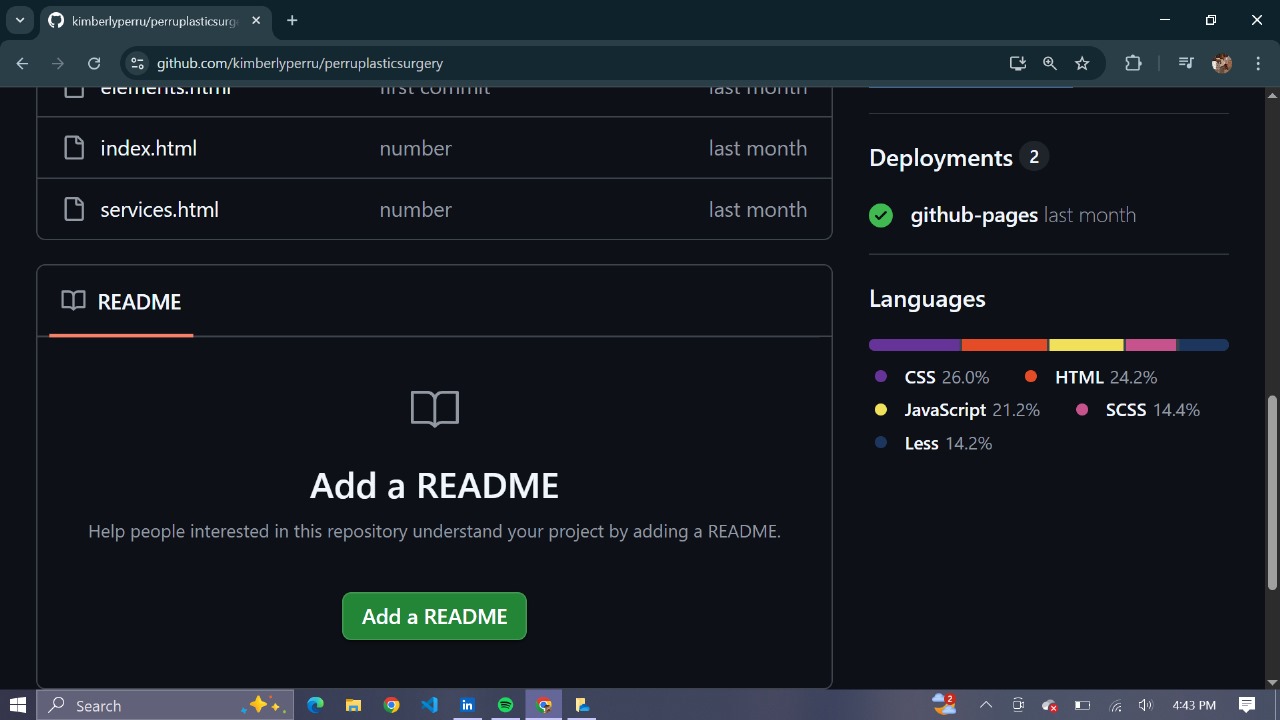 kimberlyperru/perruplasticsurge
github.com/kimberlyperru/perruplasticsurgery
elements.html first commit last month
index.html number last month
services.html number last month
README
Add a README
Help people interested in this repository understand your project by adding a README.
Add a README
Deployments 2
github-pages last month
Languages
CSS 26.0% HTML 24.2%
JavaScript 21.2% SCSS 14.4%
Less 14.2%
Search
in
2
4:43 PM